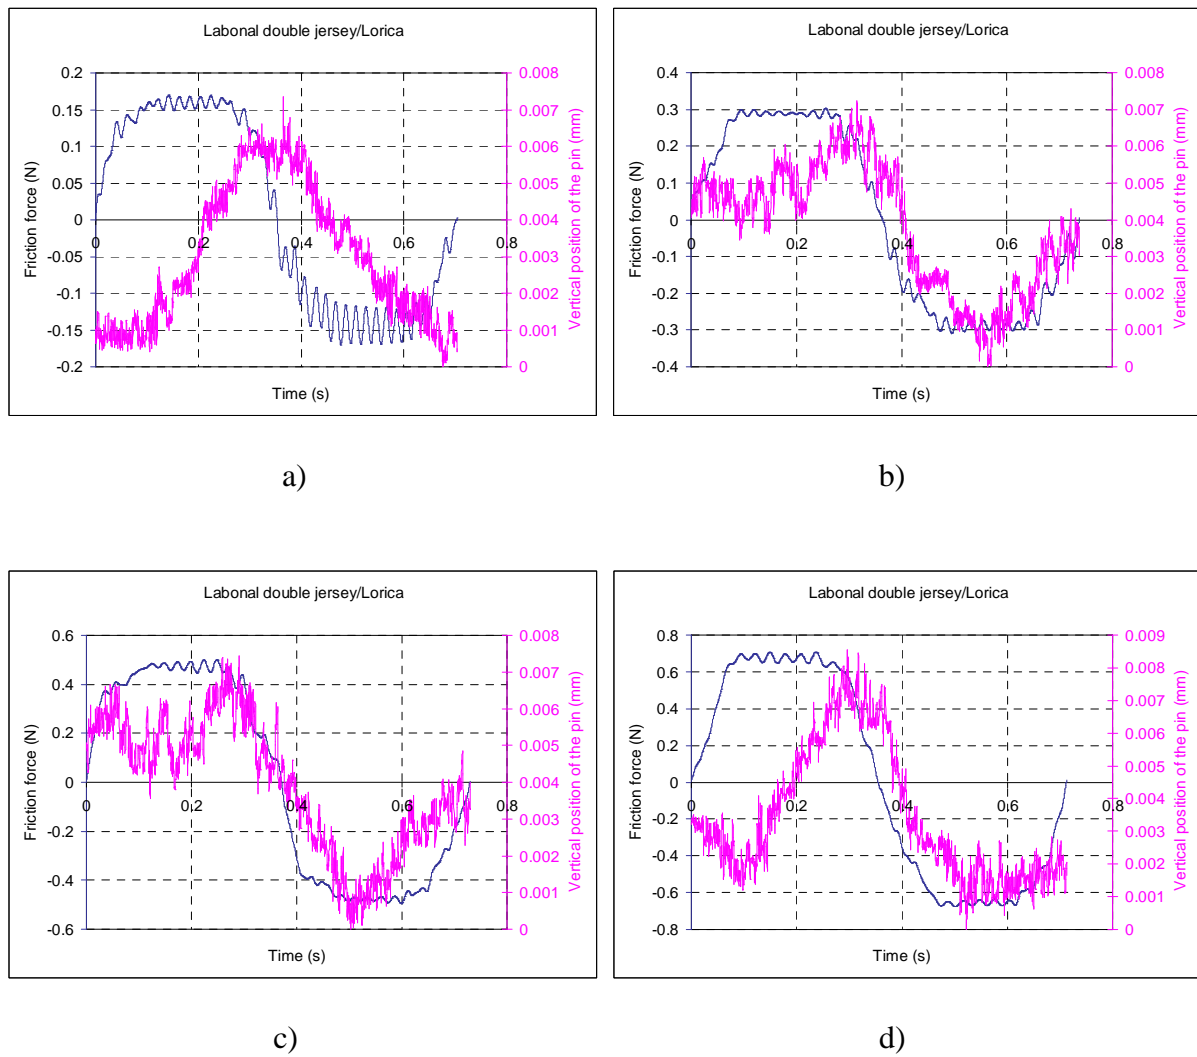 Labonal double jersey/Lorica
0.2
0.15
0.1
0.05
0
-0.05
-0.1
-0.15
-0.2
0 0.2 0.4 0.6 0.8
Time (s)
Friction force (N)
0.008
0.007
0.006
0.005
0.004
0.003
0.002
0.001
0
Vertical position of the pin (mm)
a)
Labonal double jersey/Lorica
0.4
0.3
0.2
0.1
0
-0.1
-0.2
-0.3
-0.4
0 0.2 0.4 0.6 0.8
Time (s)
Friction force (N)
0.008
0.007
0.006
0.005
0.004
0.003
0.002
0.001
0
Vertical position of the pin (mm)
b)
Labonal double jersey/Lorica
0.6
0.4
0.2
0
-0.2
-0.4
-0.6
0 0.2 0.4 0.6 0.8
Time (s)
Friction force (N)
0.008
0.007
0.006
0.005
0.004
0.003
0.002
0.001
0
Vertical position of the pin (mm)
c)
Labonal double jersey/Lorica
0.8
0.6
0.4
0.2
0
-0.2
-0.4
-0.6
-0.8
0 0.2 0.4 0.6 0.8
Time (s)
Friction force (N)
0.009
0.008
0.007
0.006
0.005
0.004
0.003
0.002
0.001
0
Vertical position of the pin (mm)
d)